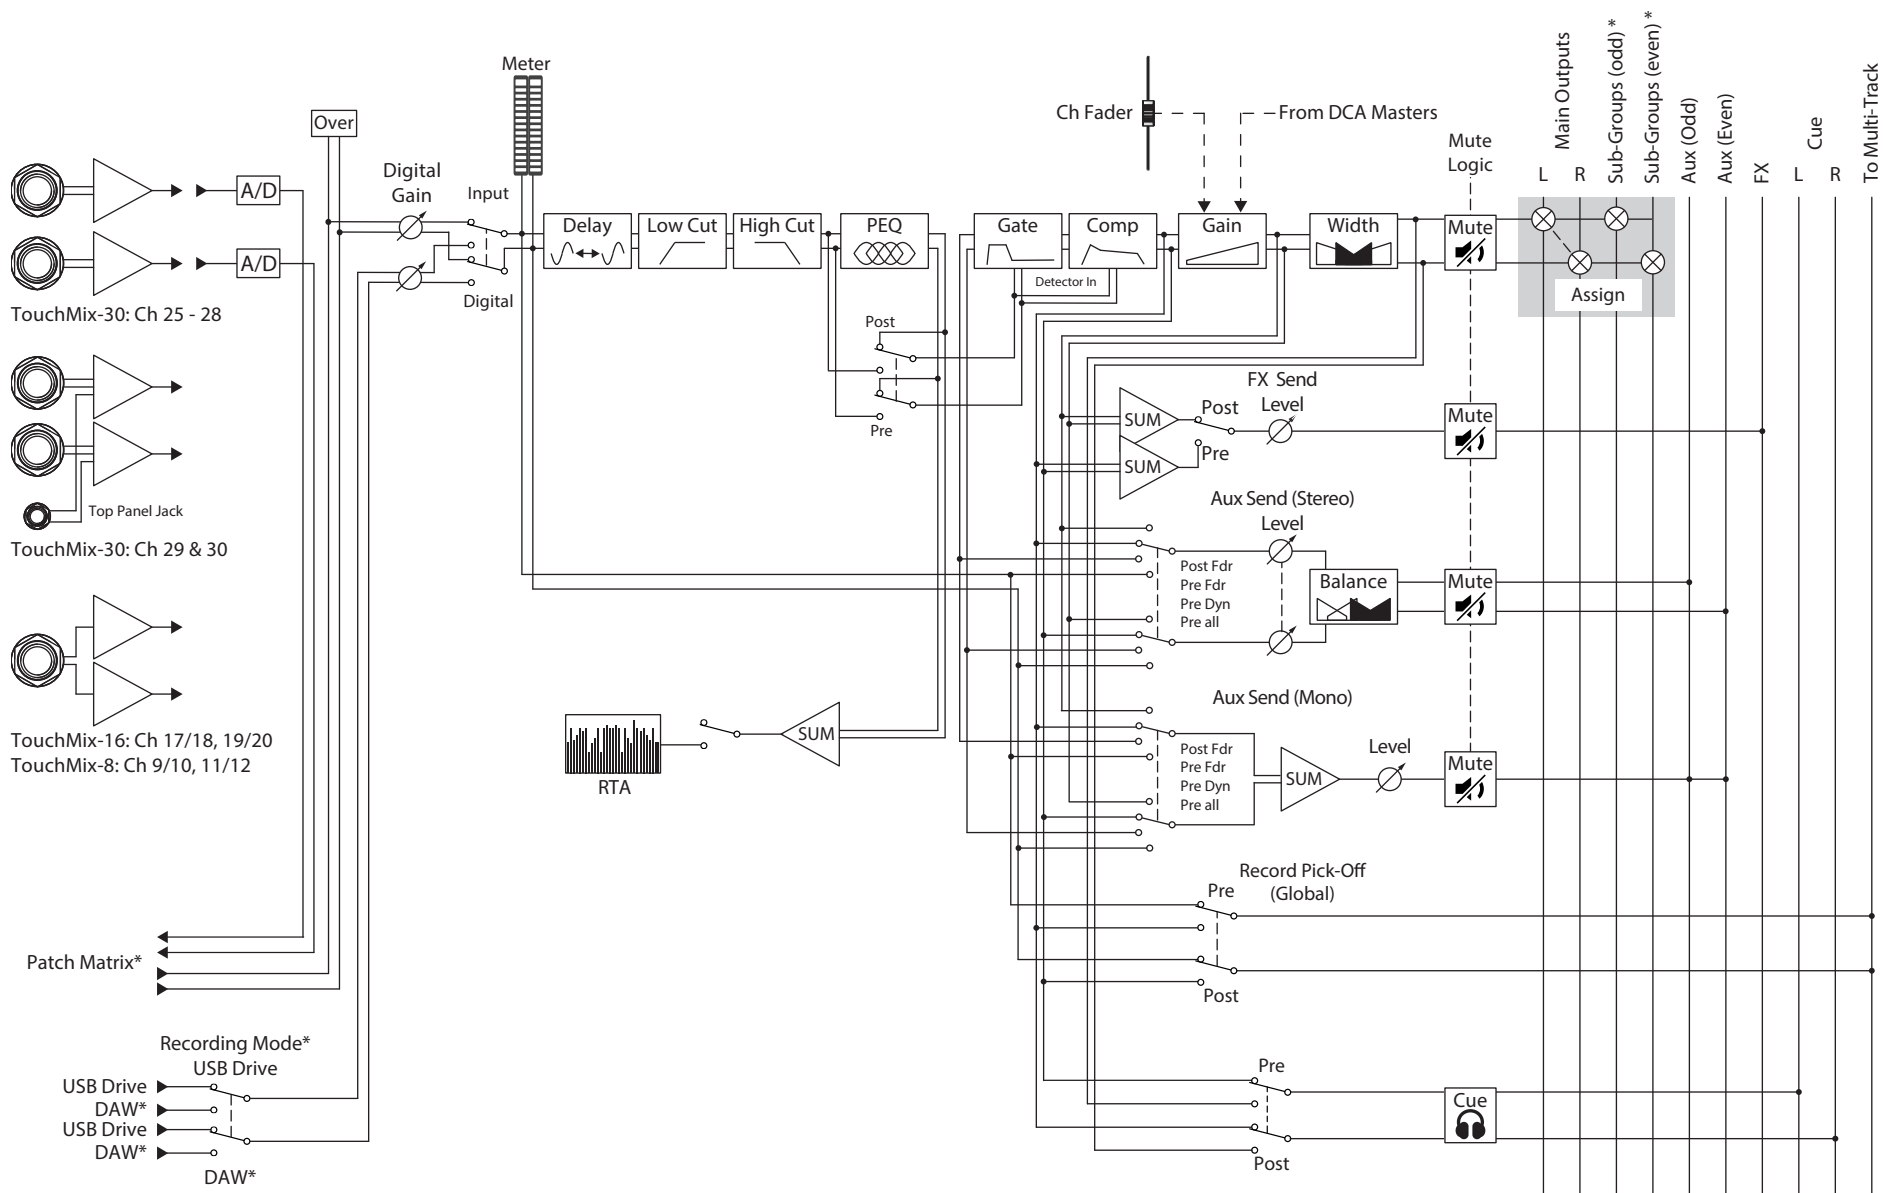 Meter
Over
A/D
A/D
TouchMix-30: Ch 25 - 28
Top Panel Jack
TouchMix-30: Ch 29 & 30
TouchMix-16: Ch 17/18, 19/20
TouchMix-8: Ch 9/10, 11/12
Patch Matrix*
Recording Mode*
USB Drive
USB Drive
DAW*
USB Drive
DAW*
DAW*
Digital
Gain
Input
Digital
Delay
Low Cut
High Cut
PEQ
Post
Pre
SUM
RTA
Ch Fader
From DCA Masters
Gate
Comp
Detector In
Gain
Width
Mute
Logic
Mute
Main Outputs
L
R
Sub-Groups (odd) *
Sub-Groups (even) *
Aux (Odd)
Aux (Even)
FX
Cue
L
R
To Multi-Track
Assign
FX Send
Level
SUM
SUM
Post
Pre
Mute
Aux Send (Stereo)
Level
Post Fdr
Pre Fdr
Pre Dyn
Pre all
Balance
Mute
Aux Send (Mono)
Post Fdr
Pre Fdr
Pre Dyn
Pre all
SUM
Level
Mute
Record Pick-Off
(Global)
Pre
Post
Pre
Post
Cue